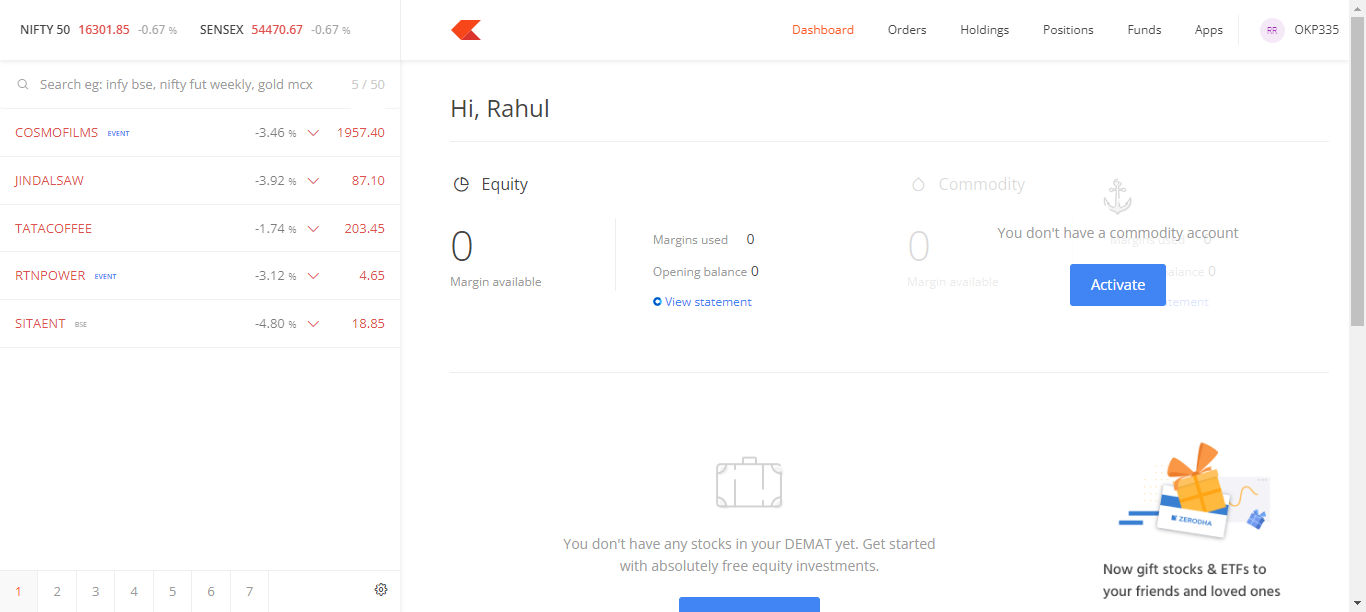 NIFTY 50 16301.85 -0.67 % SENSEX 54470.67 -0.67 %
Dashboard Orders Holdings Positions Funds Apps RR OKP335
Search eg: infy bse, nifty fut weekly, gold mcx 5 / 50
COSMOFILMS EVENT -3.46 % 1957.40
JINDALSAW -3.92 % 87.10
TATACOFFEE -1.74 % 203.45
RTNPOWER EVENT -3.12 % 4.65
SITAENT BSE -4.80 % 18.85
1 2 3 4 5 6 7
Hi, Rahul
Equity
0
Margin available
Margins used 0
Opening balance 0
View statement
Commodity
0
Margin available
Margins used 0
alance 0
tement
You don't have a commodity account
Activate
You don't have any stocks in your DEMAT yet. Get started
with absolutely free equity investments.
ZERODHA
Now gift stocks & ETFs to
your friends and loved ones